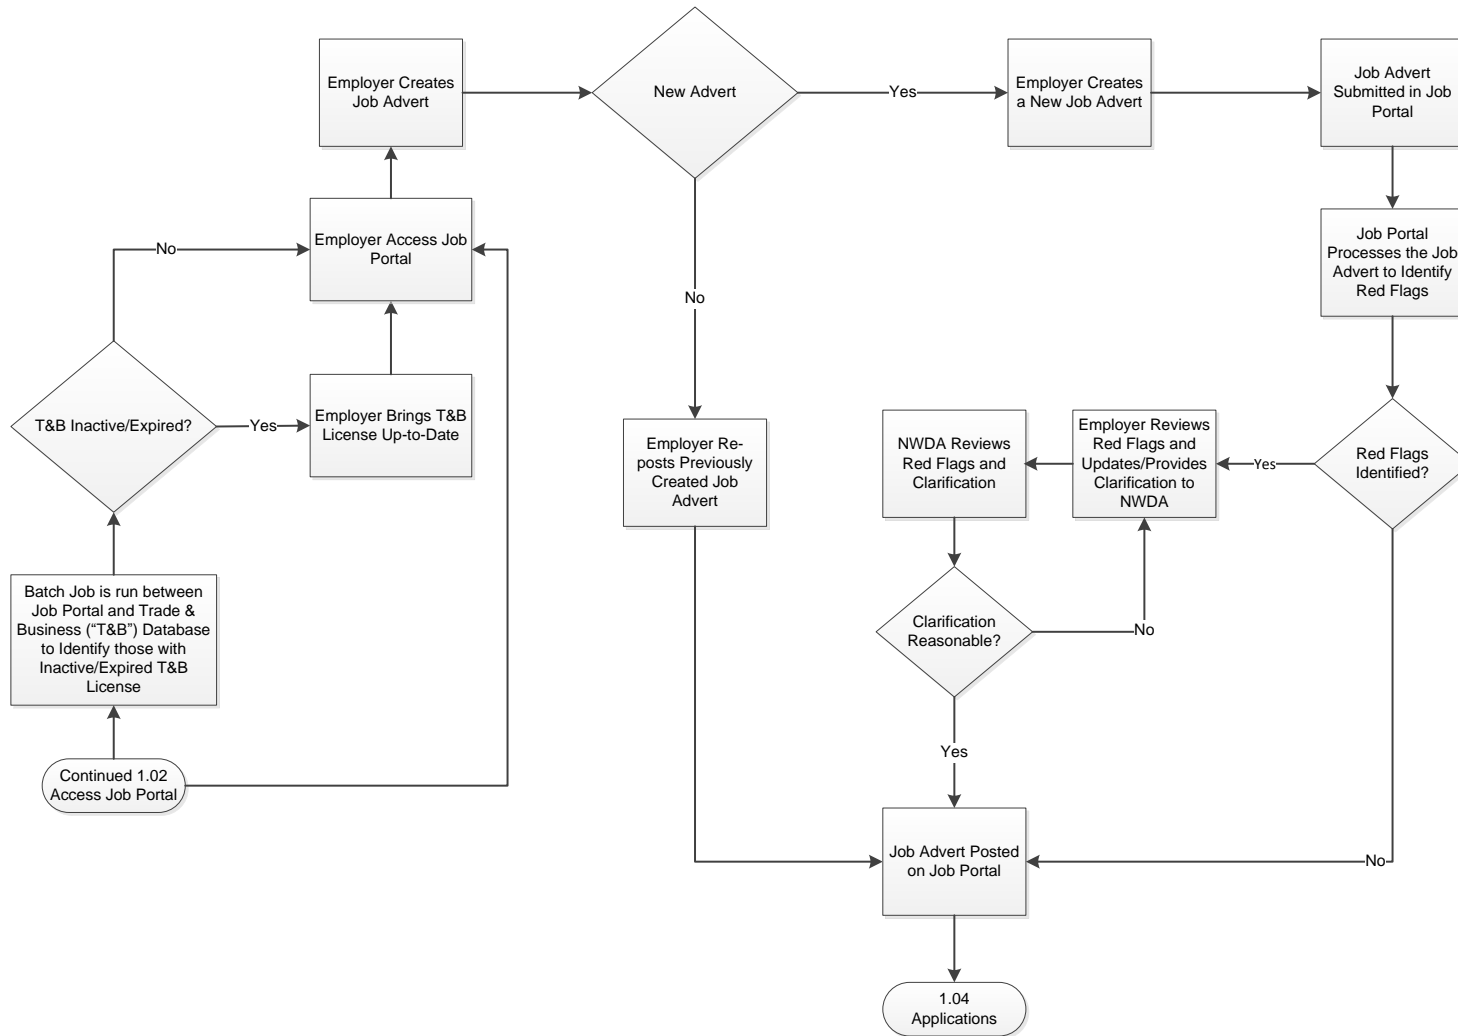 Employer Creates
Job Advert
New Advert
Yes
Employer Creates
a New Job Advert
Job Advert
Submitted in Job
Portal
No
Employer Access Job
Portal
Job Portal
Processes the Job
Advert to Identify
Red Flags
No
T&B Inactive/Expired?
Yes
Employer Brings T&B
License Up-to-Date
Employer Re-
posts Previously
Created Job
Advert
NWDA Reviews
Red Flags and
Clarification
Employer Reviews
Red Flags and
Updates/Provides
Clarification to
NWDA
Yes
Red Flags
Identified?
Batch Job is run between
Job Portal and Trade &
Business (“T&B”) Database
to Identify those with
Inactive/Expired T&B
License
Clarification
Reasonable?
No
Yes
Continued 1.02
Access Job Portal
Job Advert Posted
on Job Portal
No
1.04
Applications